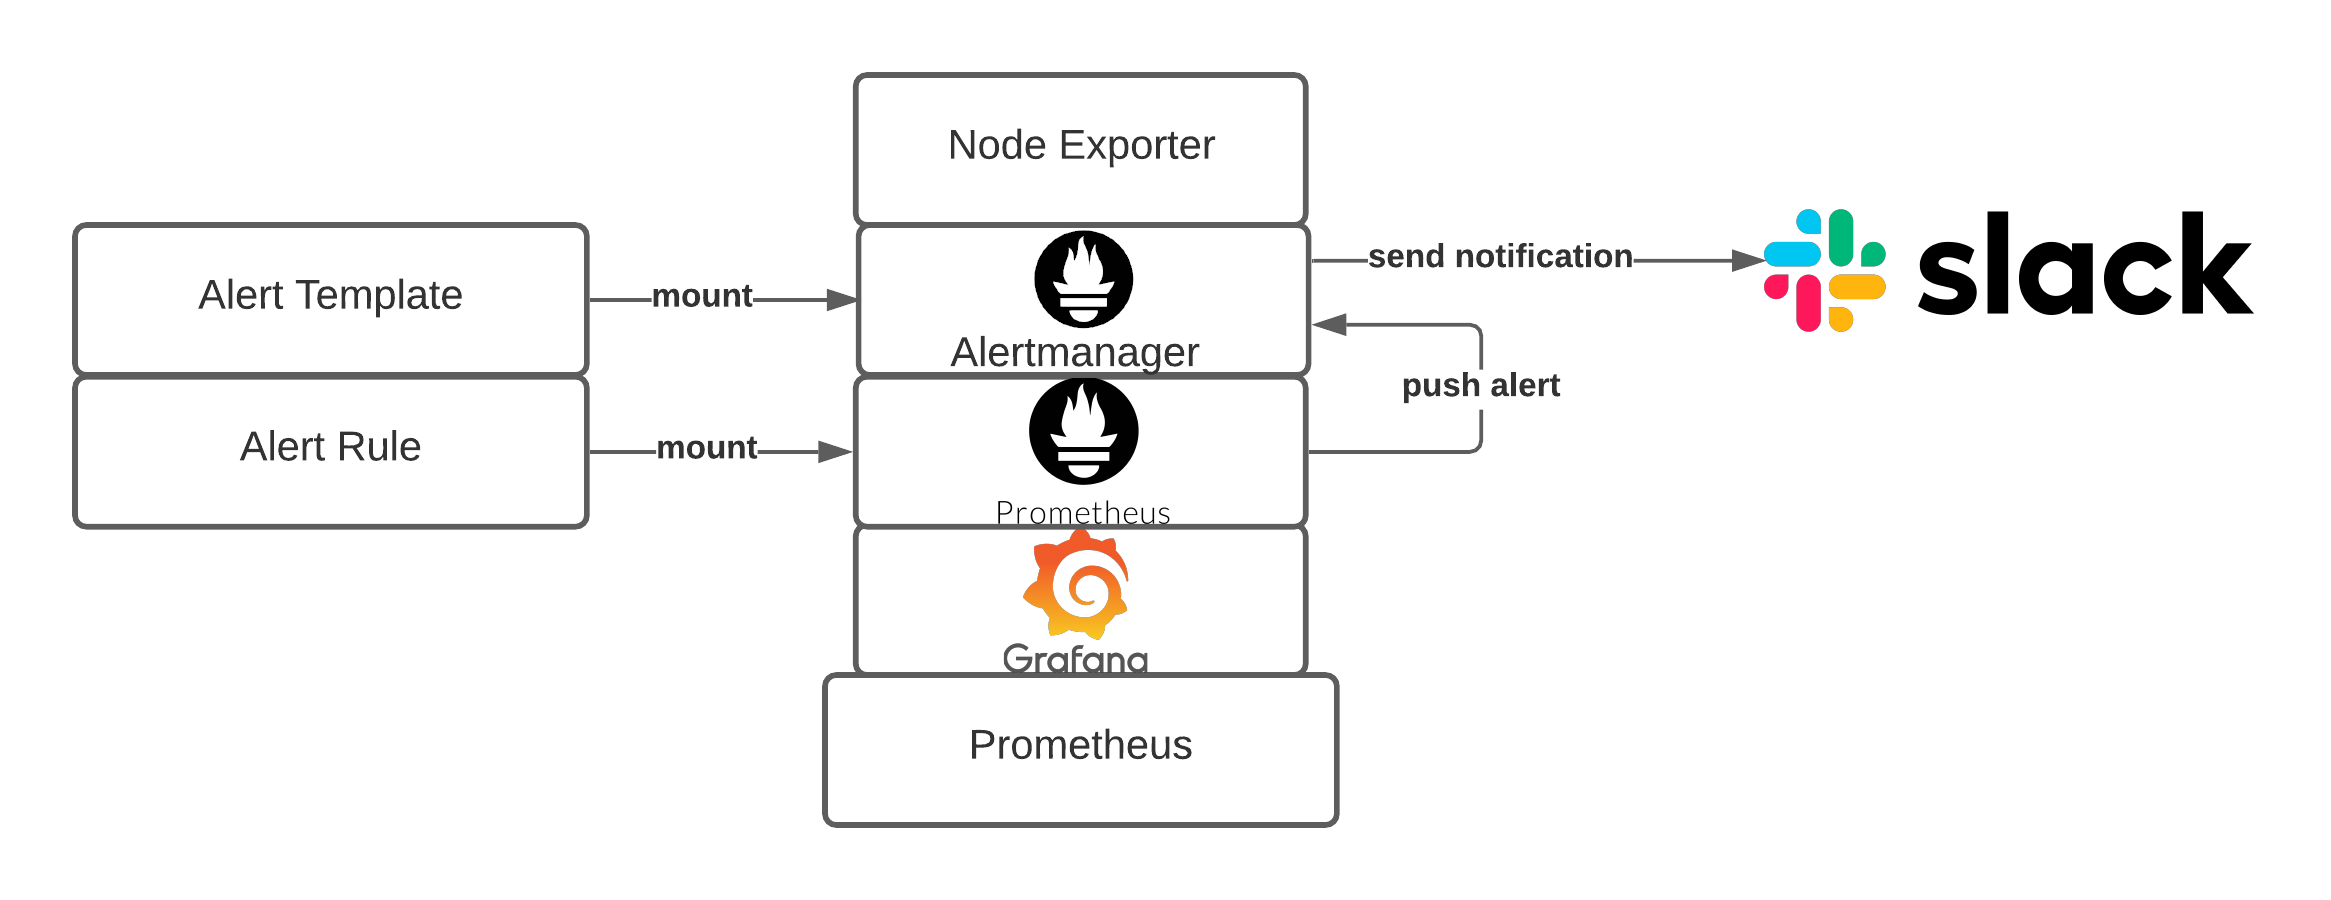 Node Exporter
Alert Template
mount
Alertmanager
send notification
slack
push alert
Alert Rule
mount
Prometheus
Grafana
Prometheus